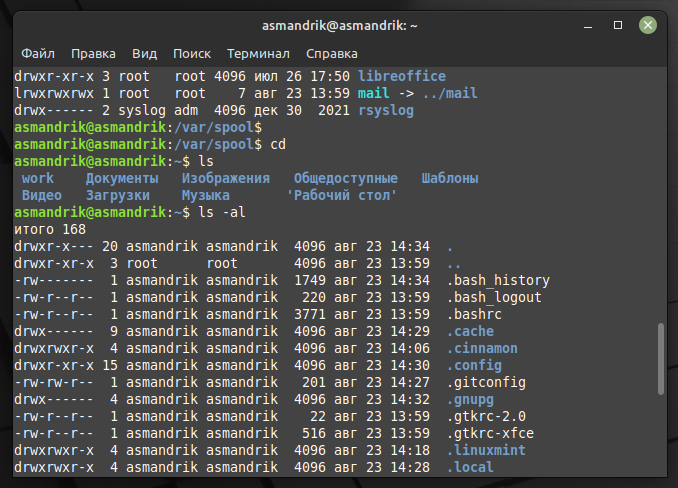 asmandrik@asmandrik: ~
Файл Правка Вид Поиск Терминал Справка
drwxr-xr-x 3 root   root 4096 июл 26 17:50 libreoffice
lrwxrwxrwx 1 root   root    7 авг 23 13:59 mail -> ../mail
drwx------ 2 syslog adm  4096 дек 30  2021 rsyslog
asmandrik@asmandrik:/var/spool$
asmandrik@asmandrik:/var/spool$ cd
asmandrik@asmandrik:~$ ls
 work    Документы   Изображения   Общедоступные   Шаблоны
 Видео   Загрузки    Музыка       'Рабочий стол'
asmandrik@asmandrik:~$ ls -al
итого 168
drwxr-x--- 20 asmandrik asmandrik  4096 авг 23 14:34  .
drwxr-xr-x  3 root      root       4096 авг 23 13:59  ..
-rw-------  1 asmandrik asmandrik  1749 авг 23 14:34  .bash_history
-rw-r--r--  1 asmandrik asmandrik   220 авг 23 13:59  .bash_logout
-rw-r--r--  1 asmandrik asmandrik  3771 авг 23 13:59  .bashrc
drwx------  9 asmandrik asmandrik  4096 авг 23 14:29  .cache
drwxrwxr-x  4 asmandrik asmandrik  4096 авг 23 14:06  .cinnamon
drwxr-xr-x 15 asmandrik asmandrik  4096 авг 23 14:30  .config
-rw-rw-r--  1 asmandrik asmandrik   201 авг 23 14:27  .gitconfig
drwx------  4 asmandrik asmandrik  4096 авг 23 14:32  .gnupg
-rw-r--r--  1 asmandrik asmandrik    22 авг 23 13:59  .gtkrc-2.0
-rw-r--r--  1 asmandrik asmandrik   516 авг 23 13:59  .gtkrc-xfce
drwxrwxr-x  4 asmandrik asmandrik  4096 авг 23 14:18  .linuxmint
drwxrwxr-x  4 asmandrik asmandrik  4096 авг 23 14:28  .local